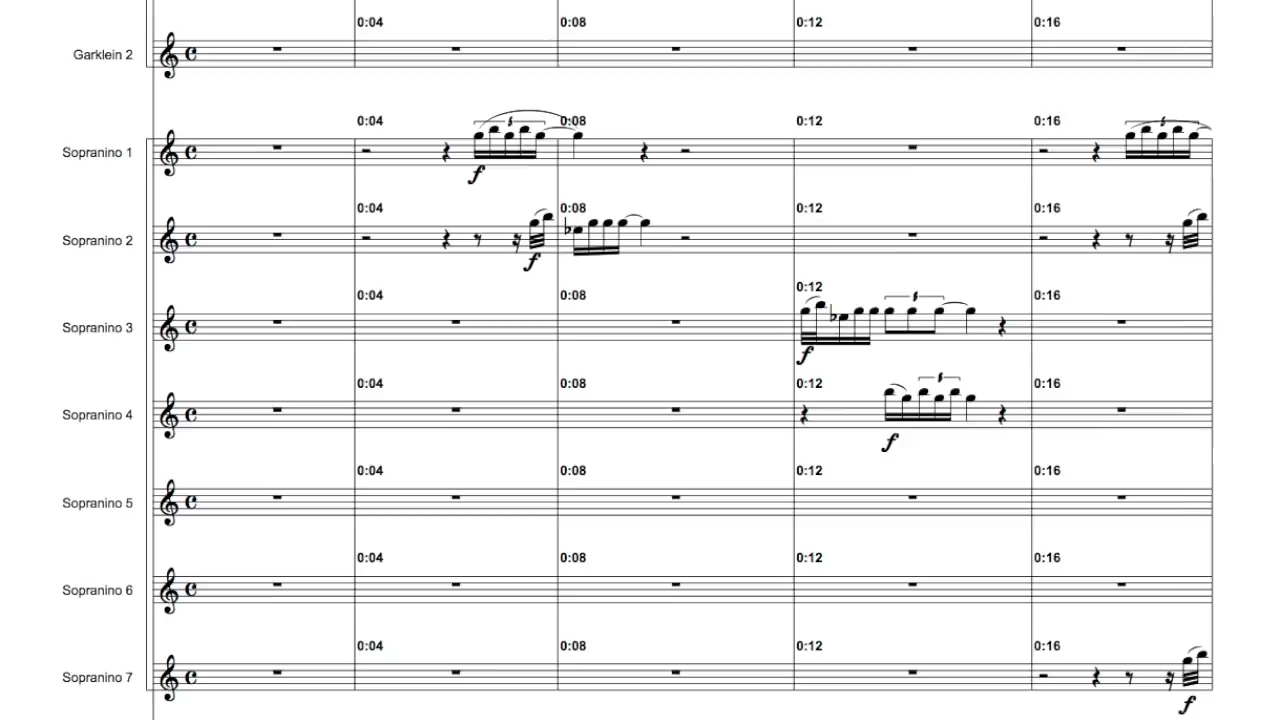 0:04 0:08 0:12 0:16
Garklein 2
0:04 0:08 0:12 0:16
5 5
Sopranino 1
f
0:04 0:08 0:12 0:16
Sopranino 2
f
0:04 0:08 0:12 0:16
Sopranino 3
f
0:04 0:08 0:12 0:16
Sopranino 4
f
0:04 0:08 0:12 0:16
Sopranino 5
0:04 0:08 0:12 0:16
Sopranino 6
0:04 0:08 0:12 0:16
Sopranino 7
f